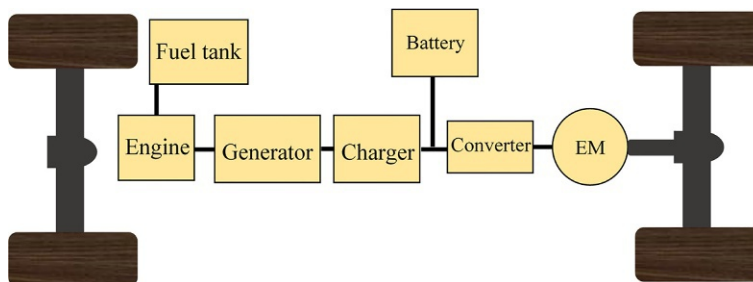 Fuel tank
Battery
Engine
Generator
Charger
Converter
EM